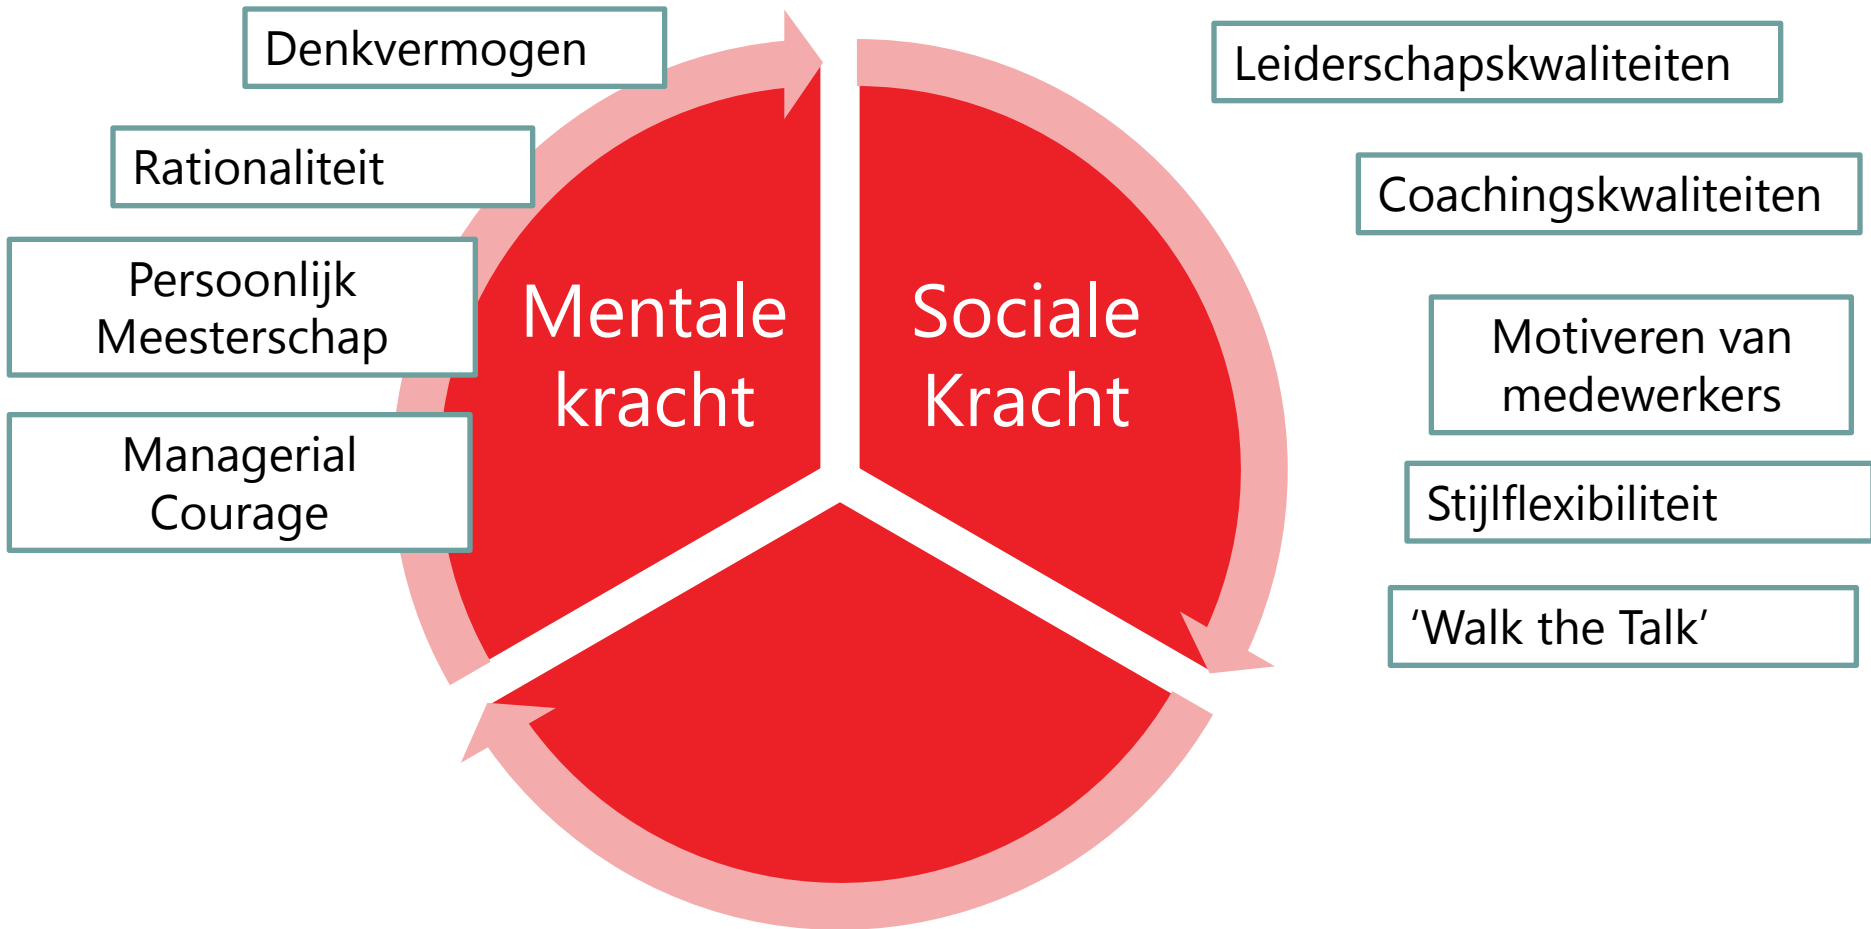 Denkvermogen
Rationaliteit
Persoonlijk
Meesterschap
Managerial
Courage
Mentale
kracht
Sociale
Kracht
Leiderschapskwaliteiten
Coachingskwaliteiten
Motiveren van
medewerkers
Stijlflexibiliteit
‘Walk the Talk’